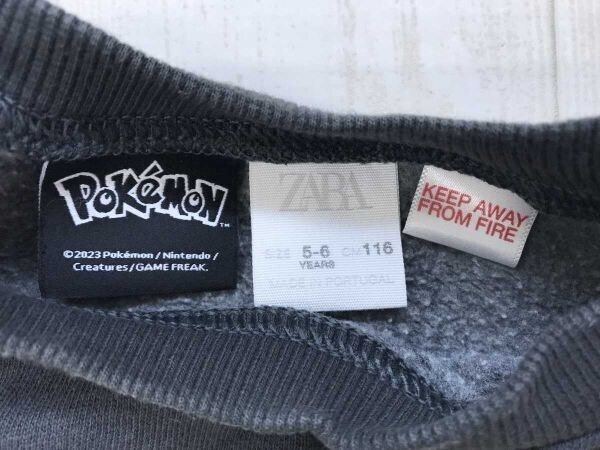 POKéMON™
©2023 Pokémon / Nintendo /
Creatures / GAME FREAK.
ZARA
SIZE 5-6 CM 116
YEARS
MADE IN PORTUGAL
KEEP AWAY
FROM FIRE